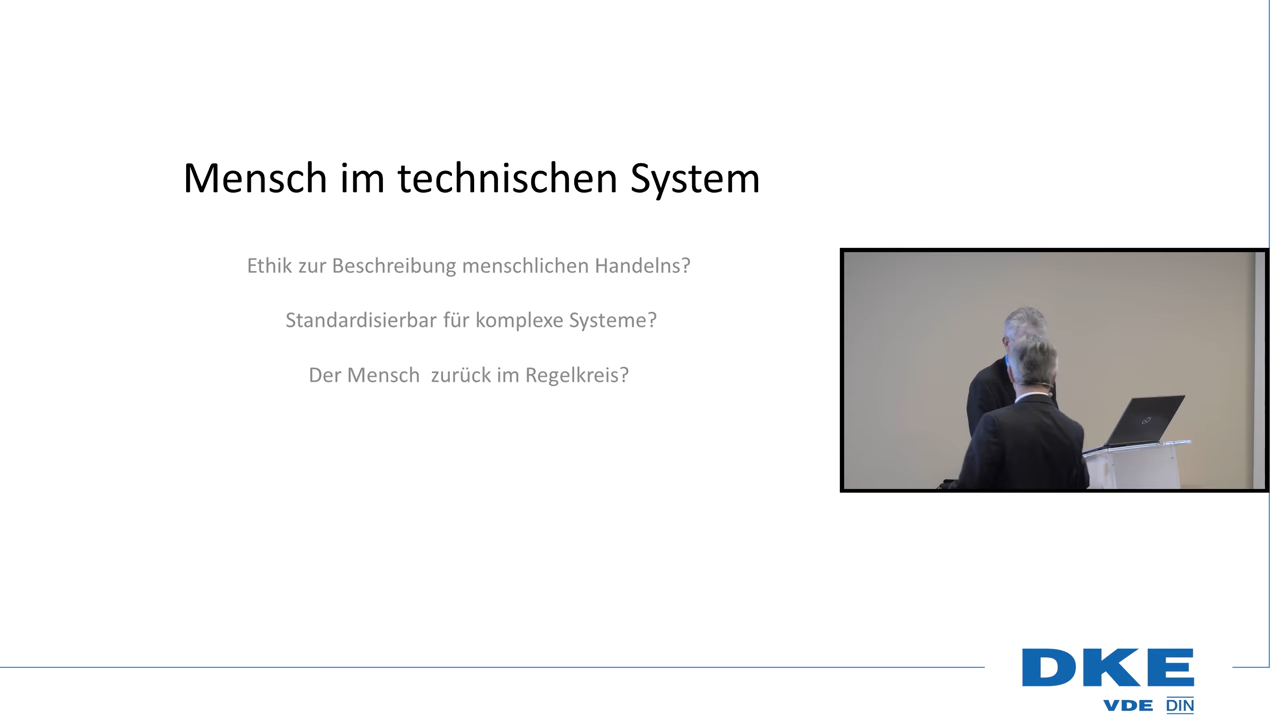 Mensch im technischen System
Ethik zur Beschreibung menschlichen Handelns?
Standardisierbar für komplexe Systeme?
Der Mensch  zurück im Regelkreis?
DKE
VDE DIN